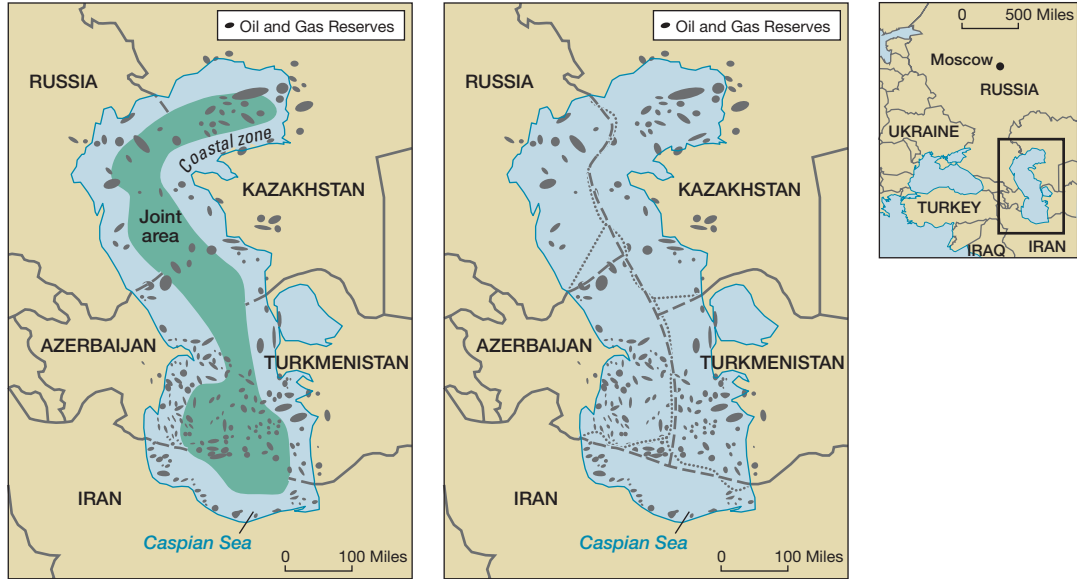 Oil and Gas Reserves
RUSSIA
Coastal zone
KAZAKHSTAN
Joint
area
AZERBAIJAN
TURKMENISTAN
IRAN
Caspian Sea
0 100 Miles
Oil and Gas Reserves
RUSSIA
KAZAKHSTAN
AZERBAIJAN
TURKMENISTAN
IRAN
Caspian Sea
0 100 Miles
0 500 Miles
Moscow
RUSSIA
UKRAINE
TURKEY
IRAQ
IRAN